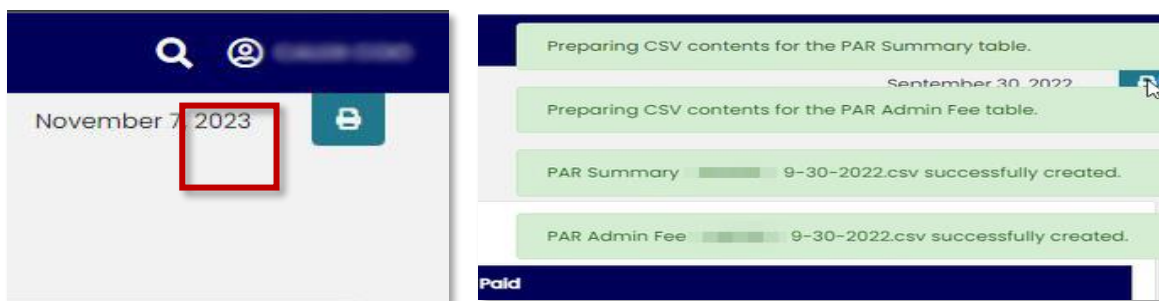 November 7, 2023
Preparing CSV contents for the PAR Summary table.
September 30, 2022
Preparing CSV contents for the PAR Admin Fee table.
PAR Summary 9-30-2022.csv successfully created.
PAR Admin Fee 9-30-2022.csv successfully created.
Paid